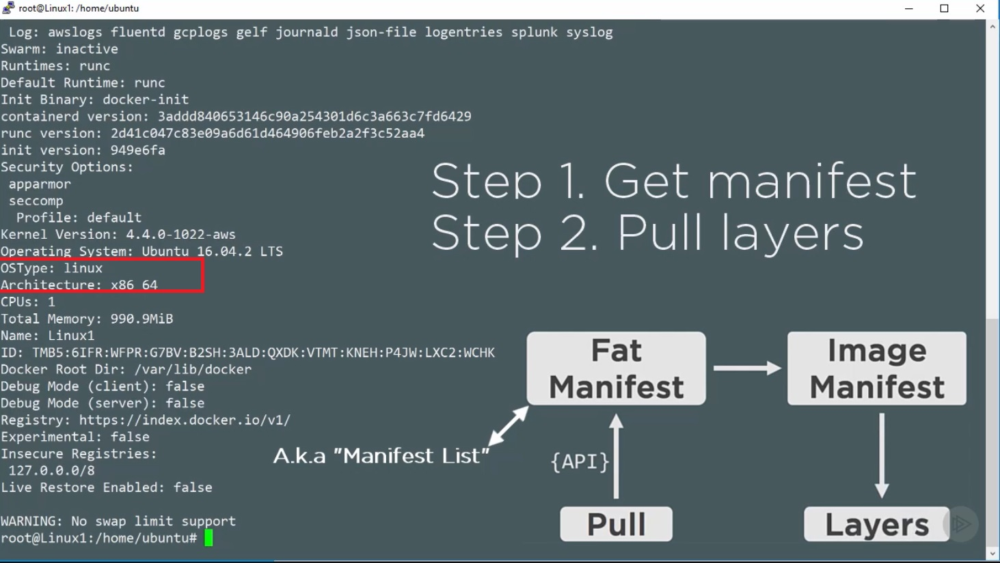 root@Linux1: /home/ubuntu
Log: awslogs fluentd gcplogs gelf journald json-file logentries splunk syslog
Swarm: inactive
Runtimes: runc
Default Runtime: runc
Init Binary: docker-init
containerd version: 3addd840653146c90a254301d6c3a663c7fd6429
runc version: 2d41c047c83e09a6d61d464906feb2a2f3c52aa4
init version: 949e6fa
Security Options:
apparmor
seccomp
Profile: default
Kernel Version: 4.4.0-1022-aws
Operating System: Ubuntu 16.04.2 LTS
OSType: linux
Architecture: x86_64
CPUs: 1
Total Memory: 990.9MiB
Name: Linux1
ID: TMB5:6IFR:WFPR:G7BV:B2SH:3ALD:QXDK:VTMT:KNEH:P4JW:LXC2:WCHK
Docker Root Dir: /var/lib/docker
Debug Mode (client): false
Debug Mode (server): false
Registry: https://index.docker.io/v1/
Experimental: false
Insecure Registries:
127.0.0.0/8
Live Restore Enabled: false
WARNING: No swap limit support
root@Linux1:/home/ubuntu#
Step 1. Get manifest
Step 2. Pull layers
Fat
Manifest
Image
Manifest
A.k.a "Manifest List"
{API}
Pull
Layers